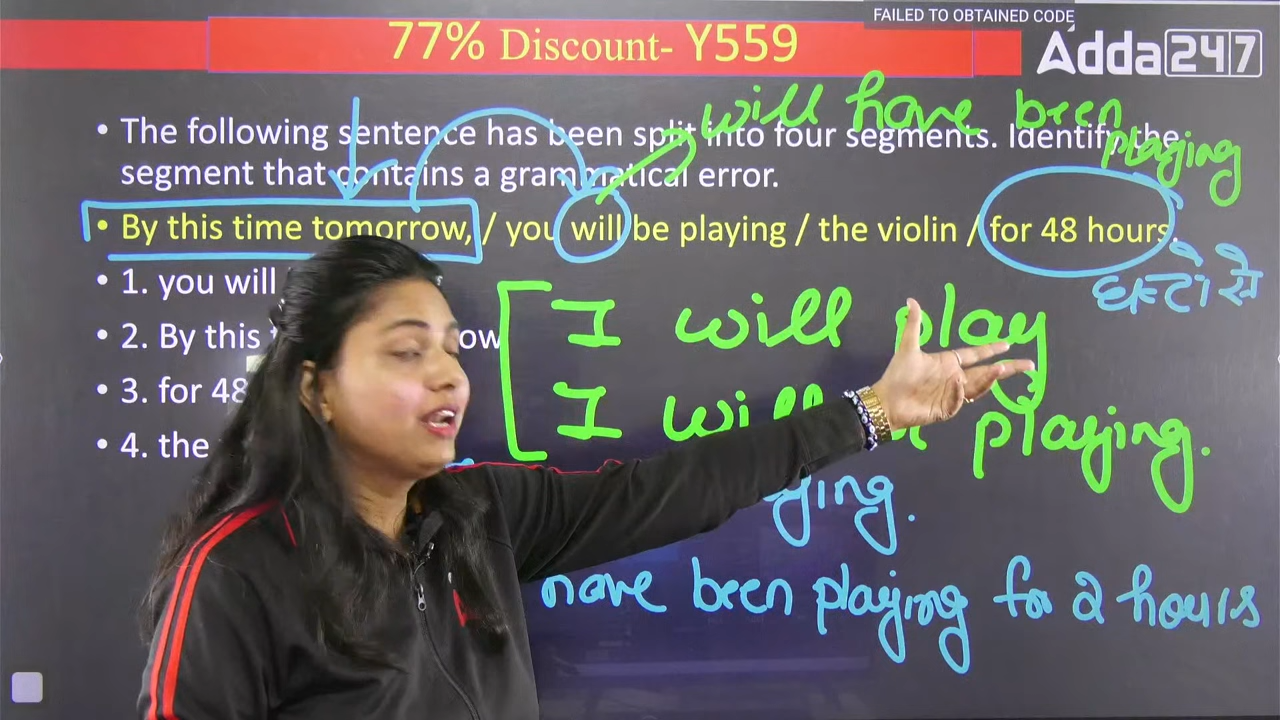 FAILED TO OBTAINED CODE
77% Discount- Y559
Adda247
will have been
playing
• The following sentence has been split into four segments. Identify the
segment that contains a grammatical error.
• By this time tomorrow, / you will be playing / the violin / for 48 hours.
घण्टों से
• 1. you will
I will play
• 2. By this
• 3. for 48
I will playing.
• 4. the
have been playing for 2 hours